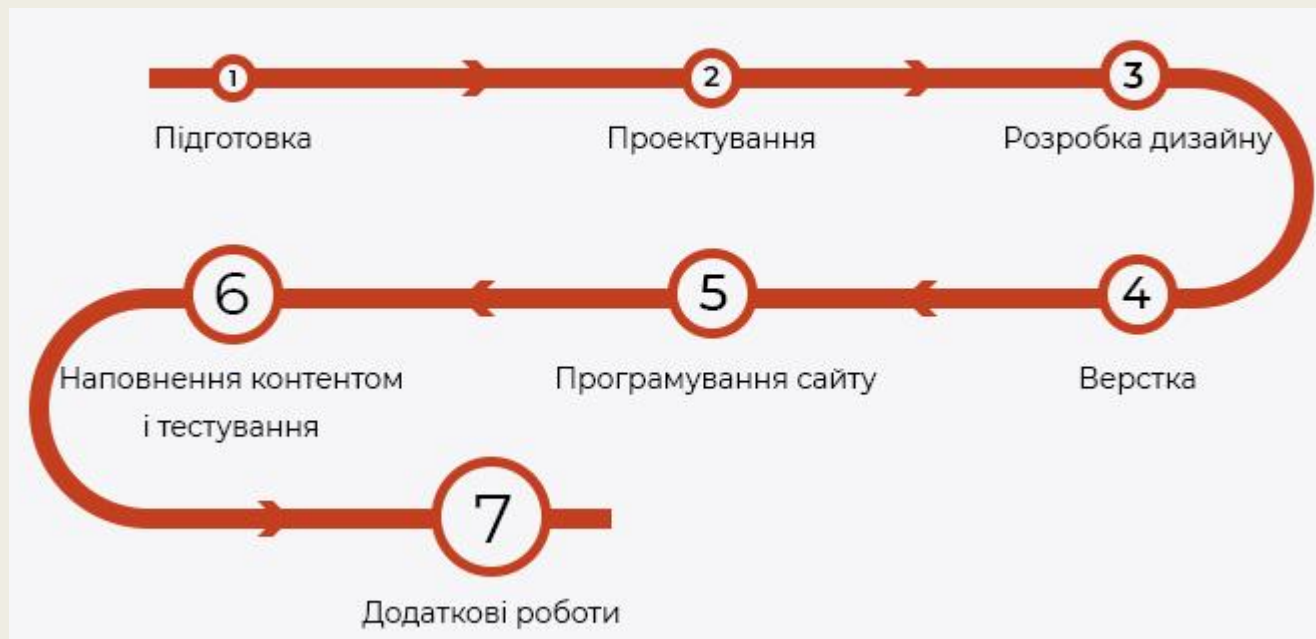 1
2
3
Підготовка
Проектування
Розробка дизайну
4
5
6
Верстка
Програмування сайту
Наповнення контентом
і тестування
7
Додаткові роботи